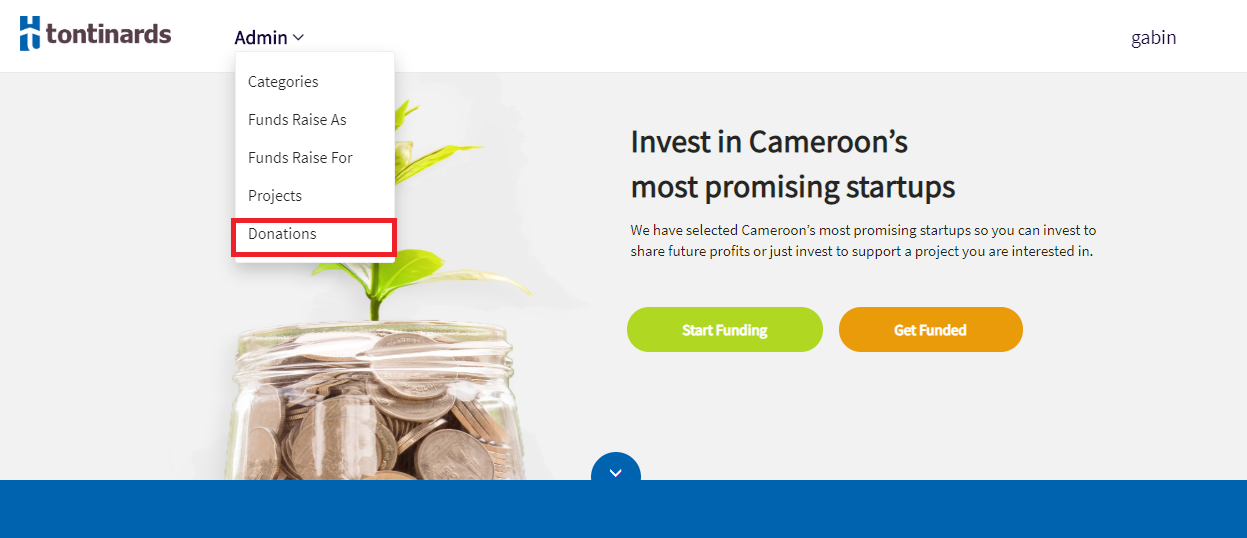 tontinards
Admin
gabin
Categories
Funds Raise As
Funds Raise For
Projects
Donations
Invest in Cameroon’s
most promising startups
We have selected Cameroon’s most promising startups so you can invest to
share future profits or just invest to support a project you are interested in.
Start Funding
Get Funded